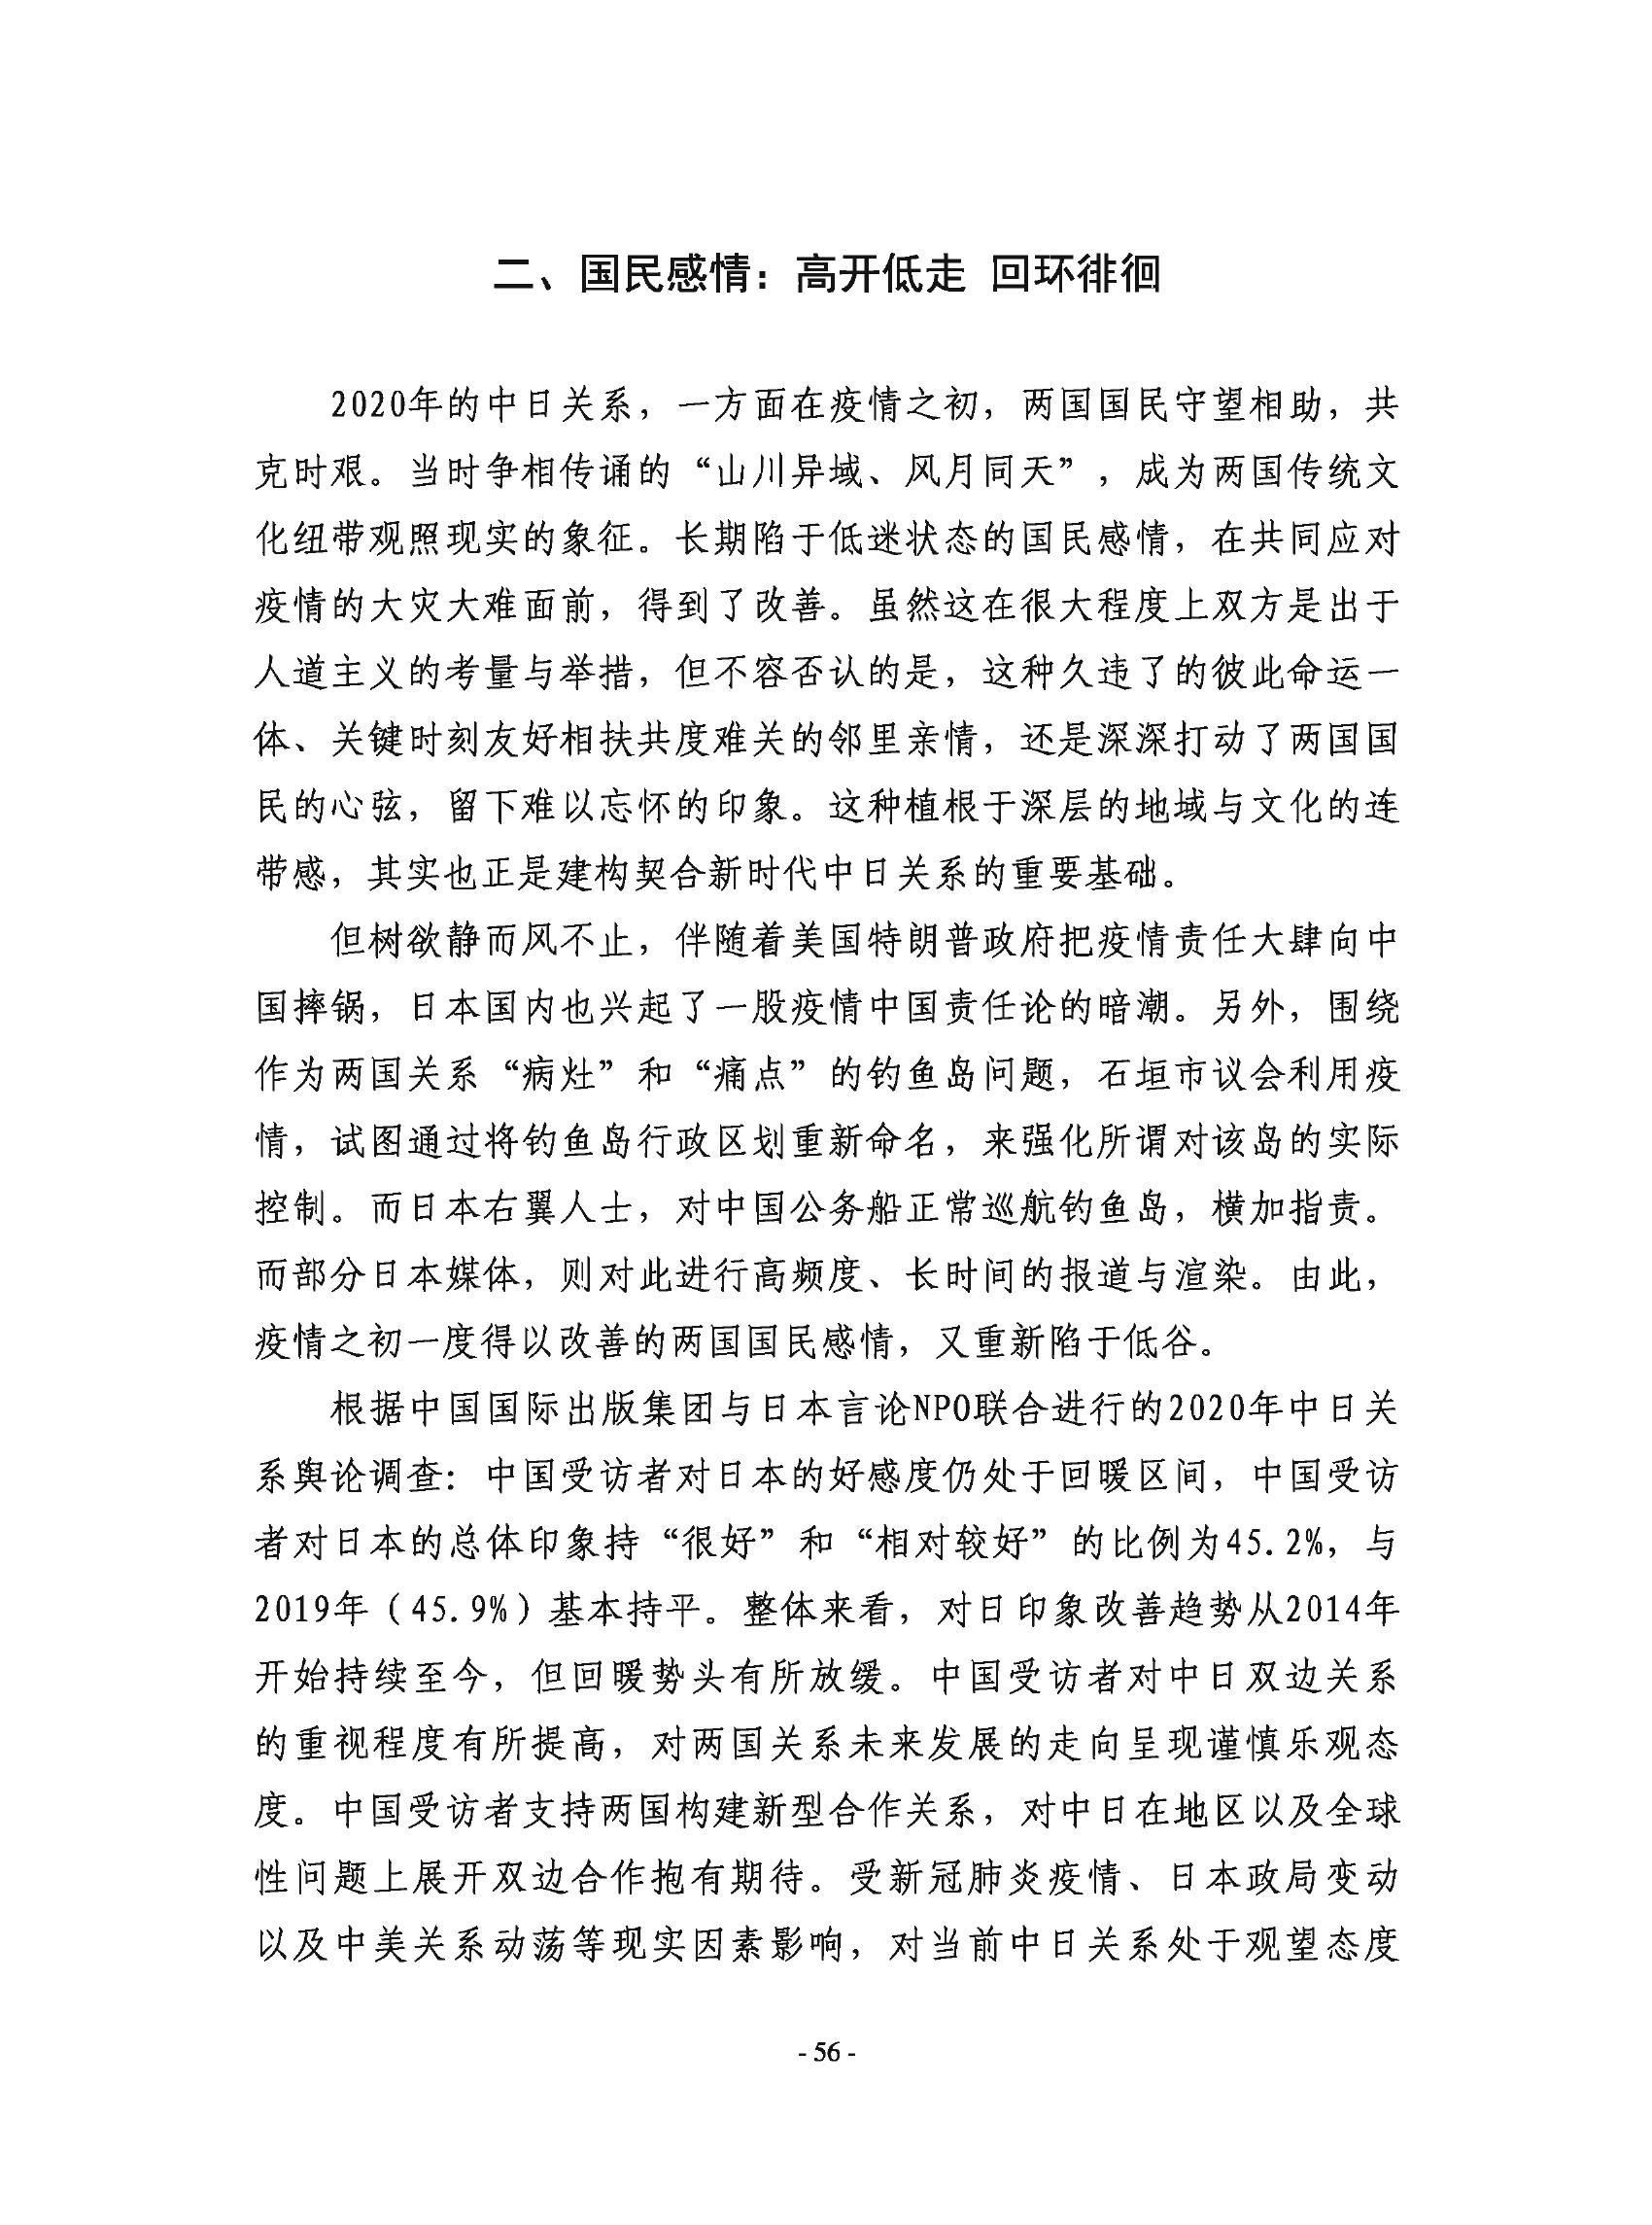 二、国民感情：高开低走 回环徘徊
2020年的中日关系，一方面在疫情之初，两国国民守望相助，共
克时艰。当时争相传诵的“山川异域、风月同天”，成为两国传统文
化纽带观照现实的象征。长期陷于低迷状态的国民感情，在共同应对
疫情的大灾大难面前，得到了改善。虽然这在很大程度上双方是出于
人道主义的考量与举措，但不容否认的是，这种久违了的彼此命运一
体、关键时刻友好相扶共度难关的邻里亲情，还是深深打动了两国国
民的心弦，留下难以忘怀的印象。这种植根于深层的地域与文化的连
带感，其实也正是建构契合新时代中日关系的重要基础。
但树欲静而风不止，伴随着美国特朗普政府把疫情责任大肆向中
国摔锅，日本国内也兴起了一股疫情中国责任论的暗潮。另外，围绕
作为两国关系“病灶”和“痛点”的钓鱼岛问题，石垣市议会利用疫
情，试图通过将钓鱼岛行政区划重新命名，来强化所谓对该岛的实际
控制。而日本右翼人士，对中国公务船正常巡航钓鱼岛，横加指责。
而部分日本媒体，则对此进行高频度、长时间的报道与渲染。由此，
疫情之初一度得以改善的两国国民感情，又重新陷于低谷。
根据中国国际出版集团与日本言论NPO联合进行的2020年中日关
系舆论调查：中国受访者对日本的好感度仍处于回暖区间，中国受访
者对日本的总体印象持“很好”和“相对较好”的比例为45.2%，与
2019年（45.9%）基本持平。整体来看，对日印象改善趋势从2014年
开始持续至今，但回暖势头有所放缓。中国受访者对中日双边关系
的重视程度有所提高，对两国关系未来发展的走向呈现谨慎乐观态
度。中国受访者支持两国构建新型合作关系，对中日在地区以及全球
性问题上展开双边合作抱有期待。受新冠肺炎疫情、日本政局变动
以及中美关系动荡等现实因素影响，对当前中日关系处于观望态度
- 56 -